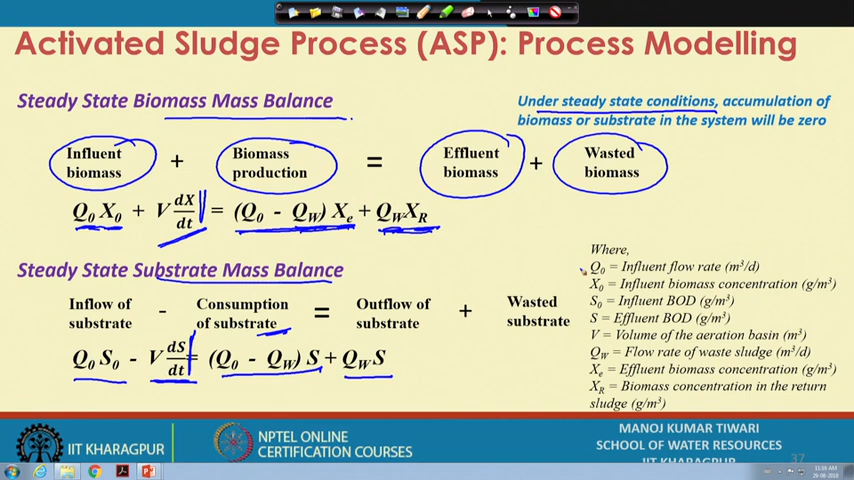 Activated Sludge Process (ASP): Process Modelling
Steady State Biomass Mass Balance
Under steady state conditions, accumulation of
biomass or substrate in the system will be zero
Influent biomass + Biomass production = Effluent biomass + Wasted biomass
Q0 X0 + V dX/dt = (Q0 - QW) Xe + QWXR
Steady State Substrate Mass Balance
Inflow of substrate - Consumption of substrate = Outflow of substrate + Wasted substrate
Q0 S0 - V dS/dt = (Q0 - QW) S + QWS
Where,
Q0 = Influent flow rate (m³/d)
X0 = Influent biomass concentration (g/m³)
S0 = Influent BOD (g/m³)
S = Effluent BOD (g/m³)
V = Volume of the aeration basin (m³)
QW = Flow rate of waste sludge (m³/d)
Xe = Effluent biomass concentration (g/m³)
XR = Biomass concentration in the return
sludge (g/m³)
IIT KHARAGPUR
NPTEL ONLINE
CERTIFICATION COURSES
MANOJ KUMAR TIWARI
SCHOOL OF WATER RESOURCES
IIT KHARAGPUR
37